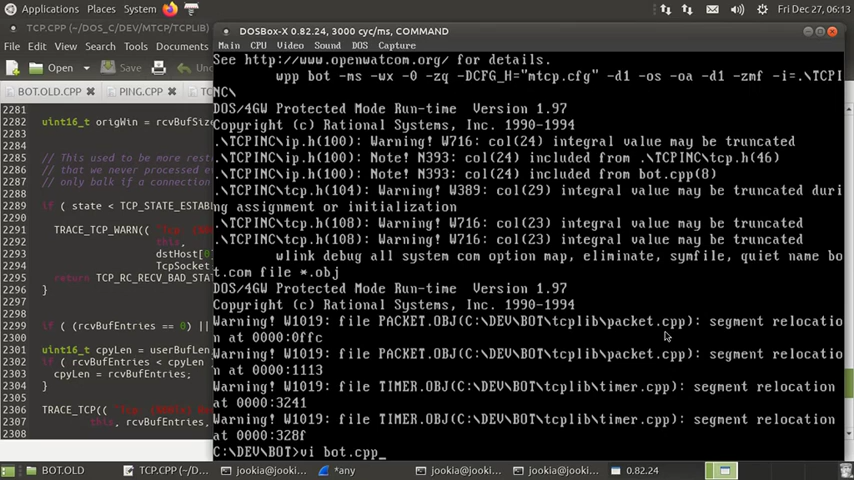 Applications Places System
Fri Dec 27, 06:13
TCP.CPP (~/DOS_C/DEV/MTCP/TCPLIB)
File Edit View Search Tools Documents
Open
BOT.OLD.CPP
PING.CPP
TC
2281
2282 uint16_t origWin = rcvBufSize
2285 // This used to be more rest
2286 // that we never processed e
2287 // only balk if a connection
2288
2289 if ( state < TCP_STATE_ESTAB
2290
2291 TRACE_TCP_WARN(( "Tcp
2292 this,
2293 dstHost[0]
2294 TcpSocket
2295 return TCP_RC_RECV_BAD_STAT
2296 }
2299 if ( (rcvBufEntries == 0) ||
2301 uint16_t cpyLen = userBufLen
2302 if ( rcvBufEntries < cpyLen
2303 cpyLen = rcvBufEntries;
2304 }
2306 TRACE_TCP(( "Tcp
2307 this, rcvBufEntries,
2308
DOSBox-X 0.82.24, 3000 cyc/ms, COMMAND
Main CPU Video Sound DOS Capture
See http://www.openwatcom.org/ for details.
wpp bot -ms -wx -0 -zq -DCFG_H="mtcp.cfg" -d1 -os -oa -d1 -zmf -i=.\TCPI
NC\
DOS/4GW Protected Mode Run-time Version 1.97
Copyright (c) Rational Systems, Inc. 1990-1994
.\TCPINC\ip.h(100): Warning! W716: col(24) integral value may be truncated
.\TCPINC\ip.h(100): Note! N393: col(24) included from .\TCPINC\tcp.h(46)
.\TCPINC\ip.h(100): Note! N393: col(24) included from bot.cpp(8)
.\TCPINC\tcp.h(104): Warning! W389: col(29) integral value may be truncated duri
ng assignment or initialization
.\TCPINC\tcp.h(108): Warning! W716: col(23) integral value may be truncated
.\TCPINC\tcp.h(108): Warning! W716: col(23) integral value may be truncated
wlink debug all system com option map, eliminate, symfile, quiet name bo
t.com file *.obj
DOS/4GW Protected Mode Run-time Version 1.97
Copyright (c) Rational Systems, Inc. 1990-1994
Warning! W1019: file PACKET.OBJ(C:\DEV\BOT\tcplib\packet.cpp): segment relocatio
n at 0000:0ffc
Warning! W1019: file PACKET.OBJ(C:\DEV\BOT\tcplib\packet.cpp): segment relocatio
n at 0000:1113
Warning! W1019: file TIMER.OBJ(C:\DEV\BOT\tcplib\timer.cpp): segment relocation
at 0000:3241
Warning! W1019: file TIMER.OBJ(C:\DEV\BOT\tcplib\timer.cpp): segment relocation
at 0000:328f
C:\DEV\BOT>vi bot.cpp_
BOT.OLD
TCP.CPP (~/D...
jookia@jooki...
*any
jookia@jooki...
jookia@jooki...
0.82.24